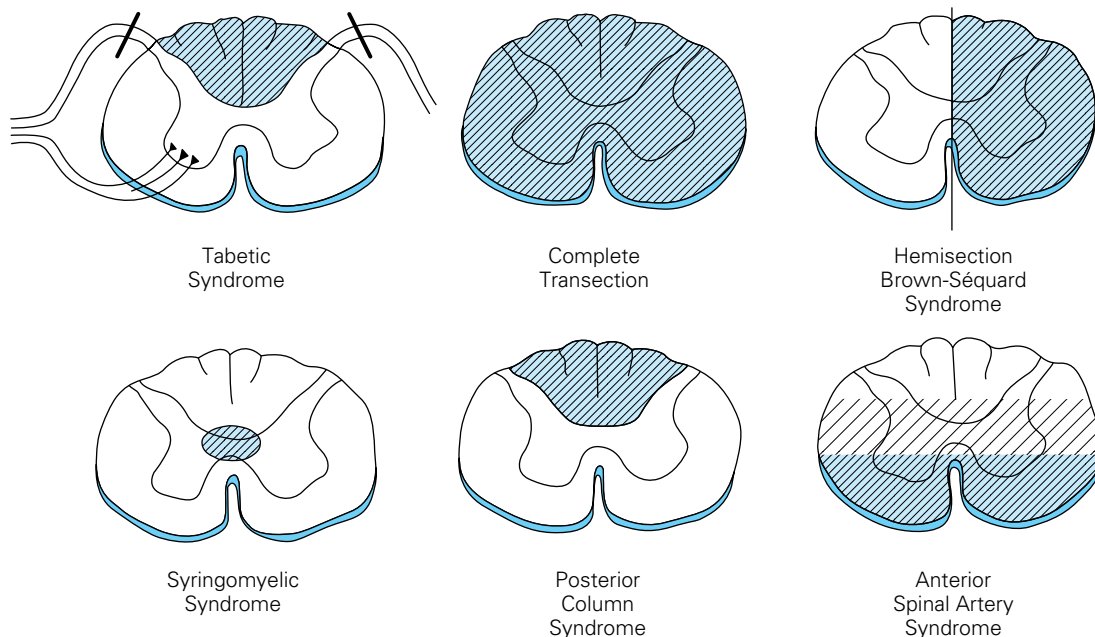 Tabetic
Syndrome
Complete
Transection
Hemisection
Brown-Séquard
Syndrome
Syringomyelic
Syndrome
Posterior
Column
Syndrome
Anterior
Spinal Artery
Syndrome